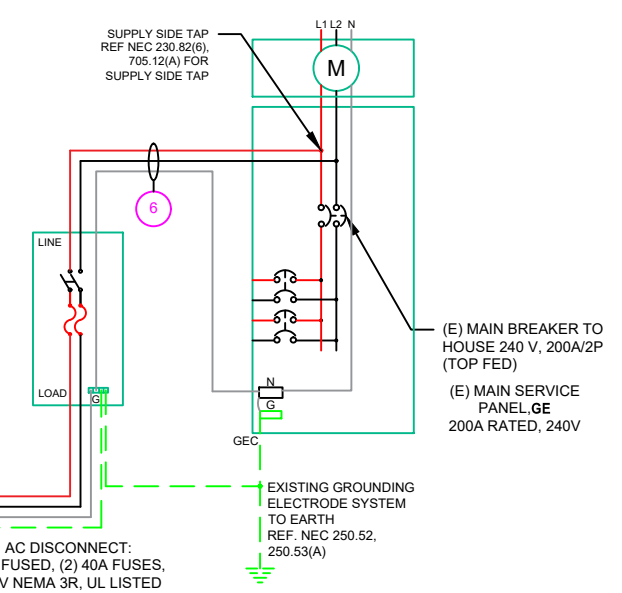 L1 L2 N
SUPPLY SIDE TAP
REF NEC 230.82(6),
705.12(A) FOR
SUPPLY SIDE TAP
M
6
LINE
LOAD
G
N
G
GEC
(E) MAIN BREAKER TO
HOUSE 240 V, 200A/2P
(TOP FED)
(E) MAIN SERVICE
PANEL,GE
200A RATED, 240V
EXISTING GROUNDING
ELECTRODE SYSTEM
TO EARTH
REF. NEC 250.52,
250.53(A)
AC DISCONNECT:
FUSED, (2) 40A FUSES,
V NEMA 3R, UL LISTED